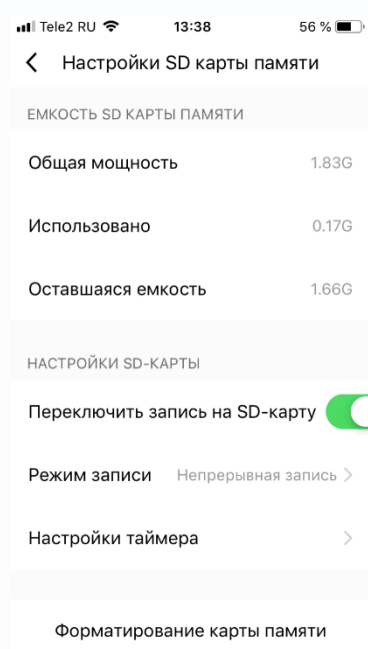 Tele2 RU 13:38 56 %
Настройки SD карты памяти
ЕМКОСТЬ SD КАРТЫ ПАМЯТИ
Общая мощность 1.83G
Использовано 0.17G
Оставшаяся емкость 1.66G
НАСТРОЙКИ SD-КАРТЫ
Переключить запись на SD-карту
Режим записи Непрерывная запись
Настройки таймера
Форматирование карты памяти